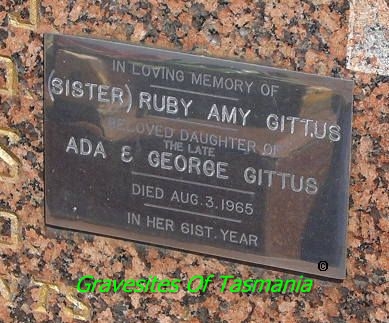 IN LOVING MEMORY OF
(SISTER) RUBY AMY GITTUS
BELOVED DAUGHTER OF
THE LATE
ADA & GEORGE GITTUS
DIED AUG. 3. 1965
IN HER 61ST. YEAR
©
Gravesites Of Tasmania